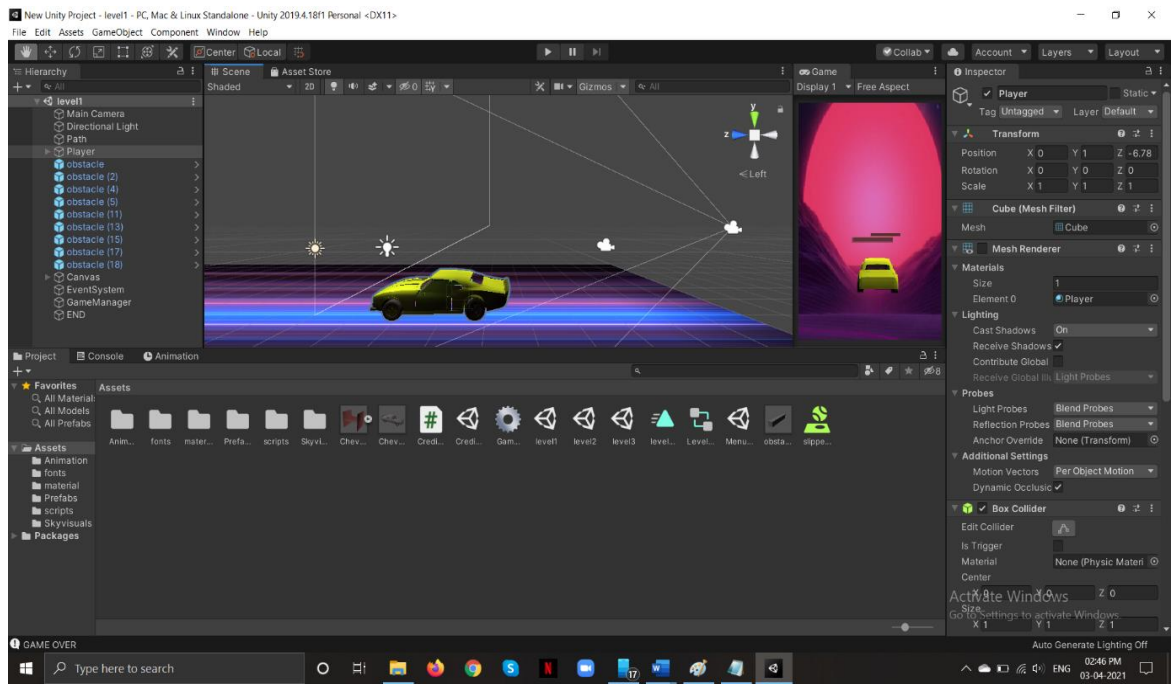 New Unity Project - level1 - PC, Mac & Linux Standalone - Unity 2019.4.18f1 Personal <DX11>
File Edit Assets GameObject Component Window Help
Center Local
Collab Account Layers Layout
Hierarchy
All
level1
Main Camera
Directional Light
Path
Player
obstacle
obstacle (2)
obstacle (4)
obstacle (5)
obstacle (11)
obstacle (13)
obstacle (15)
obstacle (17)
obstacle (18)
Canvas
EventSystem
GameManager
END
Scene Asset Store
Shaded 2D 0 Gizmos All
y
z
Left
Game
Display 1 Free Aspect
Inspector
Player Static
Tag Untagged Layer Default
Transform
Position X 0 Y 1 Z -6.78
Rotation X 0 Y 0 Z 0
Scale X 1 Y 1 Z 1
Cube (Mesh Filter)
Mesh Cube
Mesh Renderer
Materials
Size 1
Element 0 Player
Lighting
Cast Shadows On
Receive Shadows
Contribute Global
Receive Global Illu Light Probes
Probes
Light Probes Blend Probes
Reflection Probes Blend Probes
Anchor Override None (Transform)
Additional Settings
Motion Vectors Per Object Motion
Dynamic Occlusic
Box Collider
Edit Collider
Is Trigger
Material None (Physic Materi
Center
X 0 Y 0 Z 0
Size
X 1 Y 1 Z 1
Activate Windows
Go to Settings to activate Windows.
Project Console Animation
8
Favorites
All Materials
All Models
All Prefabs
Assets
Animation
fonts
material
Prefabs
scripts
Skyvisuals
Packages
Assets
Anim... fonts mater... Prefa... scripts Skyvi... Chev... Chev... Credi... Credi... Gam... level1 level2 level3 level... Level... Menu... obsta... slippe...
GAME OVER
Auto Generate Lighting Off
Type here to search
17
ENG
02:46 PM
03-04-2021